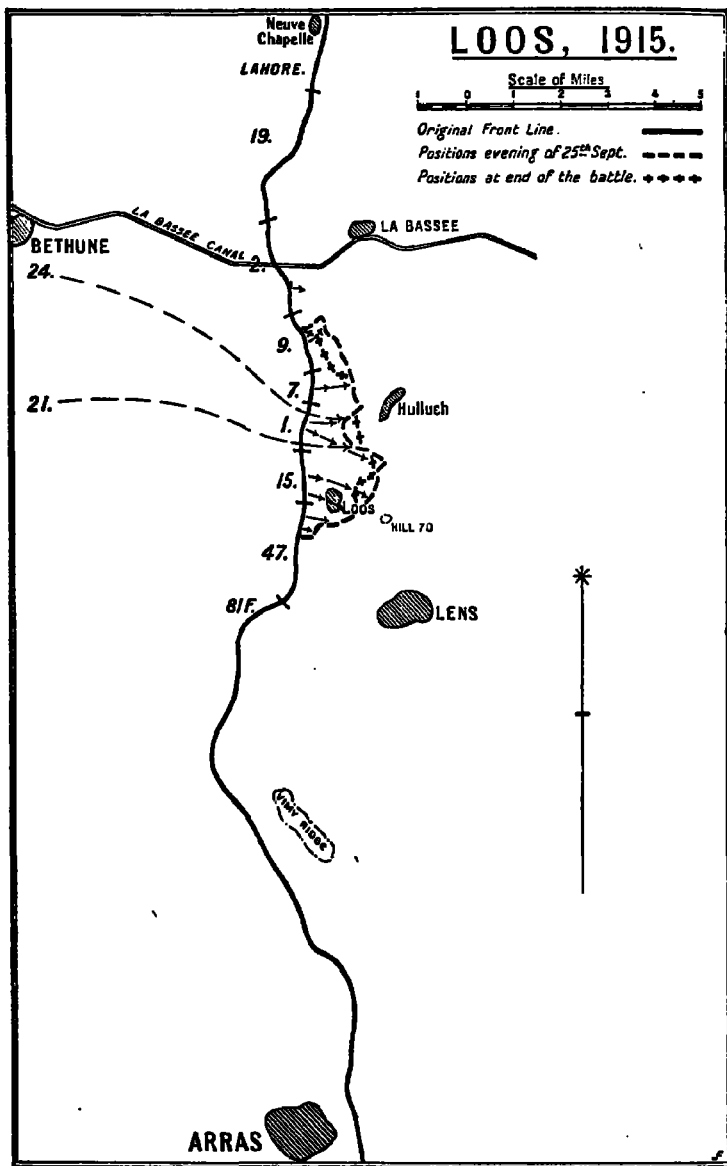 LOOS, 1915.
Scale of Miles
1 0 1 2 3 4 5
Original Front Line.
Positions evening of 25th Sept.
Positions at end of the battle.
Neuve
Chapelle
LAHORE.
19.
LA BASSEE CANAL
LA BASSEE
BETHUNE
2.
24.
9.
7.
Hulluch
21.
1.
15.
LOOS
HILL 70
47.
81F.
LENS
VIMY RIDGE
ARRAS